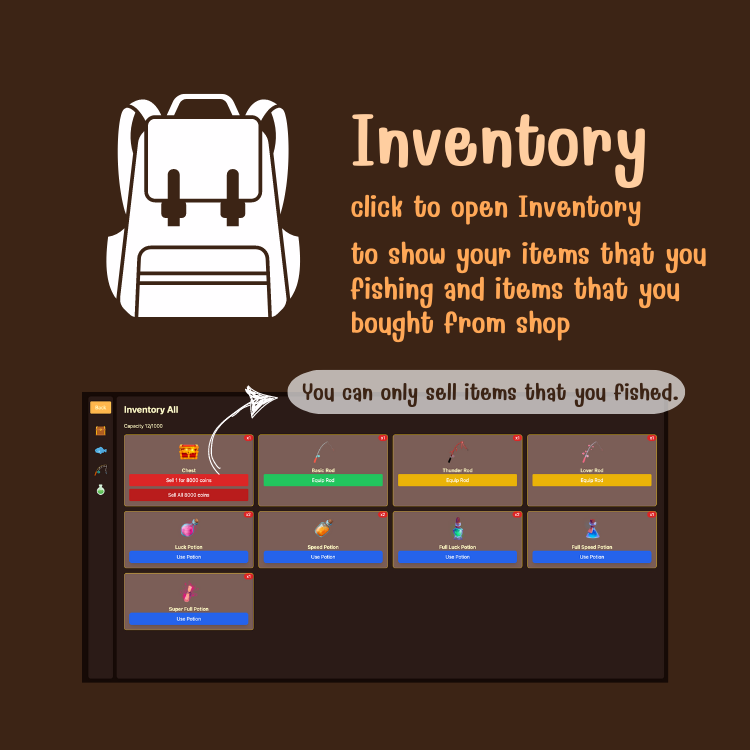 Inventory
click to open Inventory
to show your items that you
fishing and items that you
bought from shop
You can only sell items that you fished.
Back
Inventory All
Capacity 12/1000
x1
x1
x1
x1
Chest
Basic Rod
Thunder Rod
Lover Rod
Sell 1 for 8000 coins
Equip Rod
Equip Rod
Equip Rod
Sell All 8000 coins
x2
x2
x2
x1
Luck Potion
Speed Potion
Full Luck Potion
Full Speed Potion
Use Potion
Use Potion
Use Potion
Use Potion
x1
Super Full Potion
Use Potion